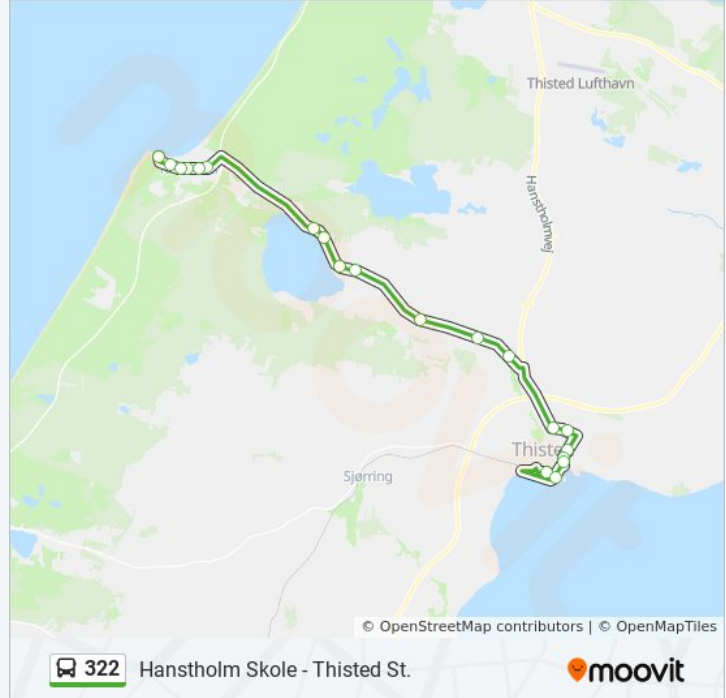 Thisted Lufthavn
Hanstholmvej
Thisted
Sjørring
© OpenStreetMap contributors | © OpenMapTiles
322 Hanstholm Skole - Thisted St.
moovit